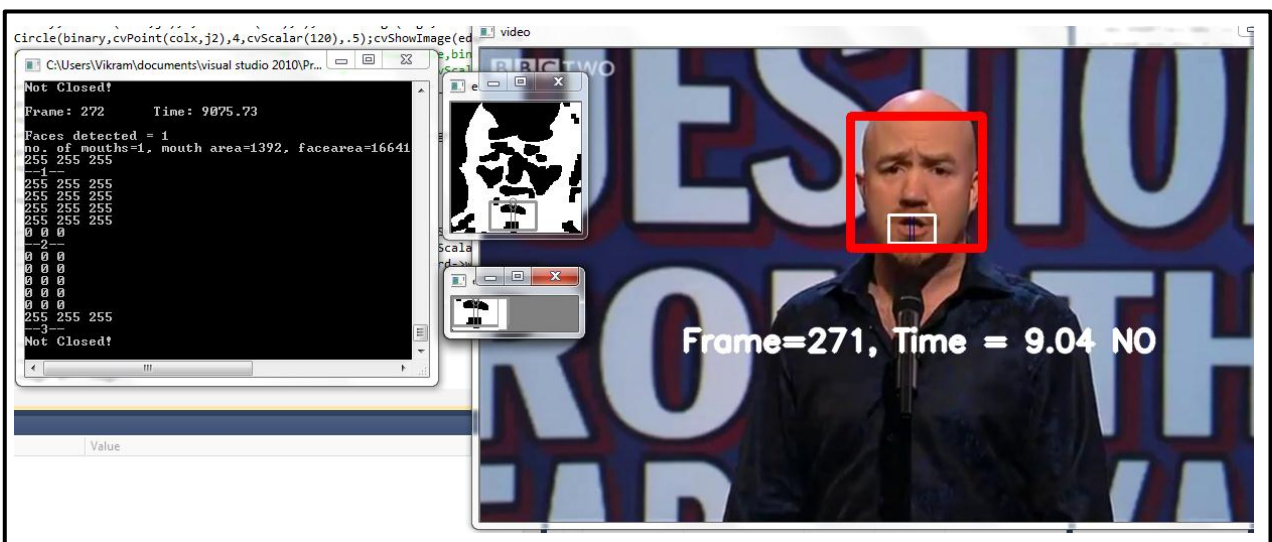 Circle(binary,cvPoint(colx,j2),4,cvScalar(120),.5);cvShowImage(ed
video
C:\Users\Vikram\documents\visual studio 2010\Pr...
Not Closed!
Frame: 272 Time: 9075.73
Faces detected = 1
no. of mouths=1, mouth area=1392, facearea=16641
255 255 255
--1--
255 255 255
255 255 255
255 255 255
255 255 255
0 0 0
--2--
0 0 0
0 0 0
0 0 0
0 0 0
0 0 0
255 255 255
--3--
Not Closed!
Value
BBC TWO
Frame=271, Time = 9.04 NO